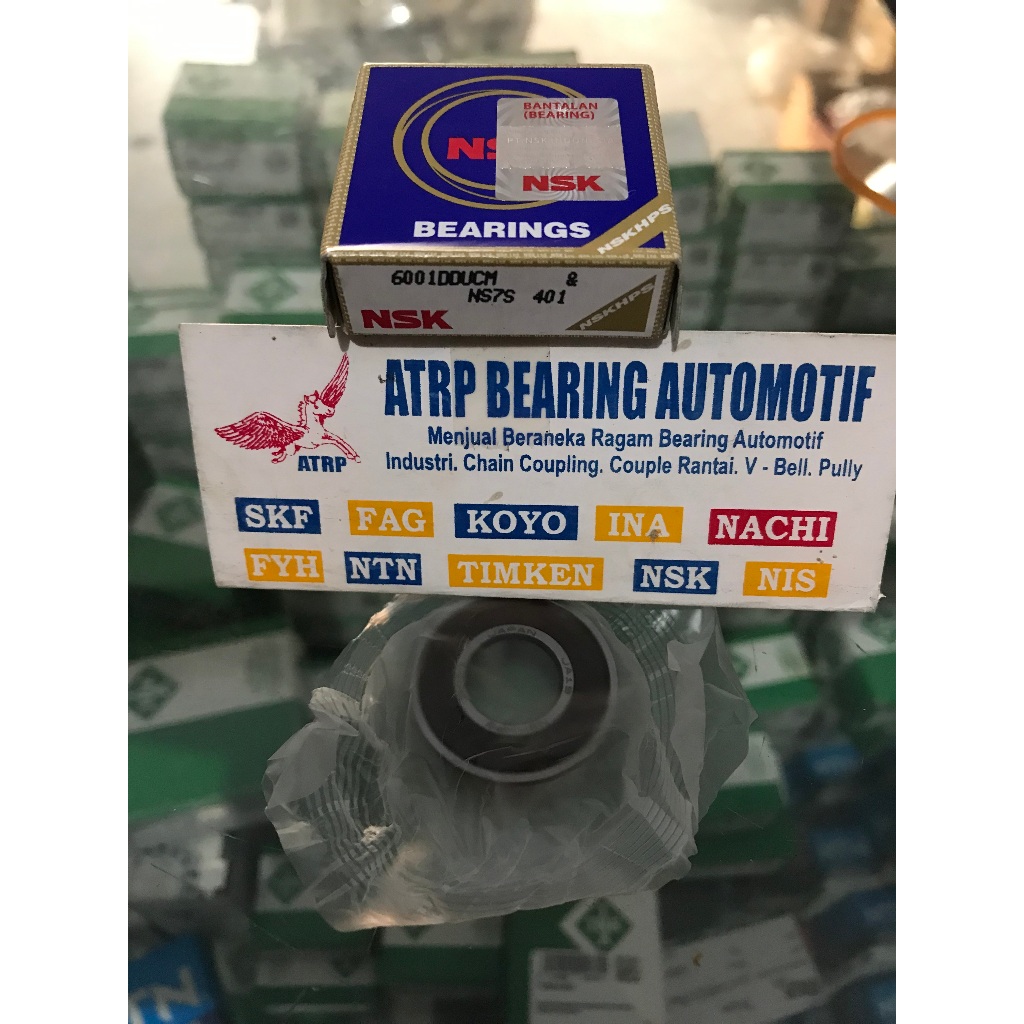 BANTALAN
(BEARING)
NSK
BEARINGS
NSKHPS
6001DDUCM &
NS7S 401
NSK
NSKHPS
ATRP BEARING AUTOMOTIF
Menjual Beraneka Ragam Bearing Automotif
Industri. Chain Coupling. Couple Rantai. V - Bell. Pully
ATRP
SKF FAG KOYO INA NACHI
FYH NTN TIMKEN NSK NIS
JAPAN